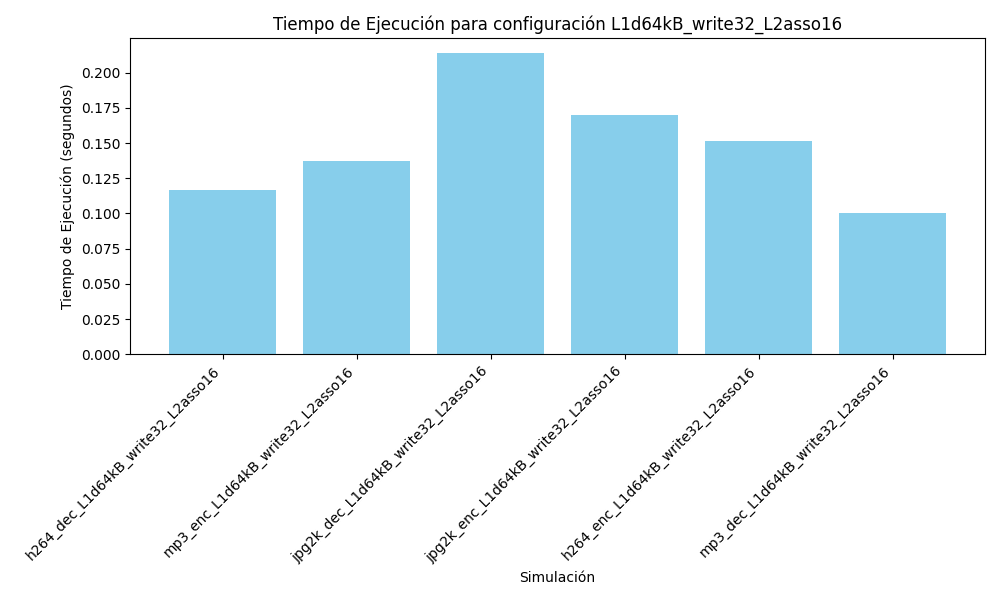 Tiempo de Ejecución para configuración L1d64kB_write32_L2asso16
Tiempo de Ejecución (segundos)
0.200
0.175
0.150
0.125
0.100
0.075
0.050
0.025
0.000
h264_dec_L1d64kB_write32_L2asso16
mp3_enc_L1d64kB_write32_L2asso16
jpg2k_dec_L1d64kB_write32_L2asso16
jpg2k_enc_L1d64kB_write32_L2asso16
h264_enc_L1d64kB_write32_L2asso16
mp3_dec_L1d64kB_write32_L2asso16
Simulación